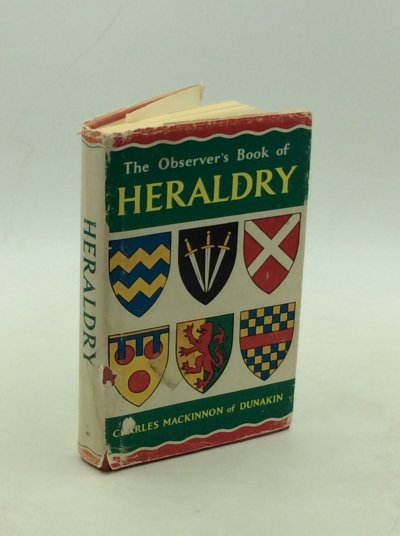 The Observer's Book of
HERALDRY
CHARLES MACKINNON of DUNAKIN
HERALDRY